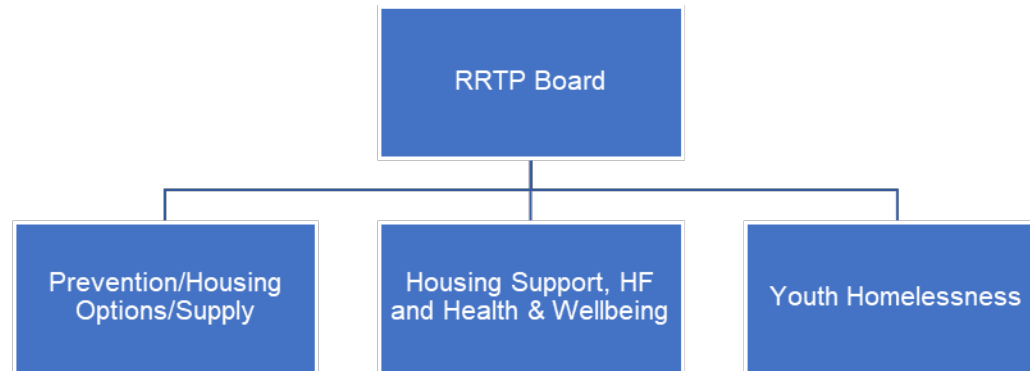 RRTP Board
Prevention/Housing
Options/Supply
Housing Support, HF
and Health & Wellbeing
Youth Homelessness